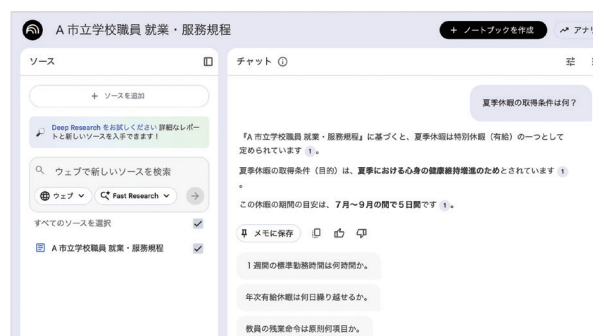 A 市立学校職員 就業・服務規程
+ ノートブックを作成
アナリ
ソース
+ ソースを追加
Deep Research をお試しください 詳細なレポー
トと新しいソースを入手できます！
ウェブで新しいソースを検索
ウェブ
Fast Research
すべてのソースを選択
A 市立学校職員 就業・服務規程
チャット
夏季休暇の取得条件は何？
『A 市立学校職員 就業・服務規程』に基づくと、夏季休暇は特別休暇（有給）の一つとして
定められています 1 。
夏季休暇の取得条件（目的）は、夏季における心身の健康維持増進のためとされています 1
。
この休暇の期間の目安は、7月〜9月の間で５日間です 1 。
メモに保存
１週間の標準勤務時間は何時間か。
年次有給休暇は何日繰り越せるか。
教員の残業命令は原則何項目か。